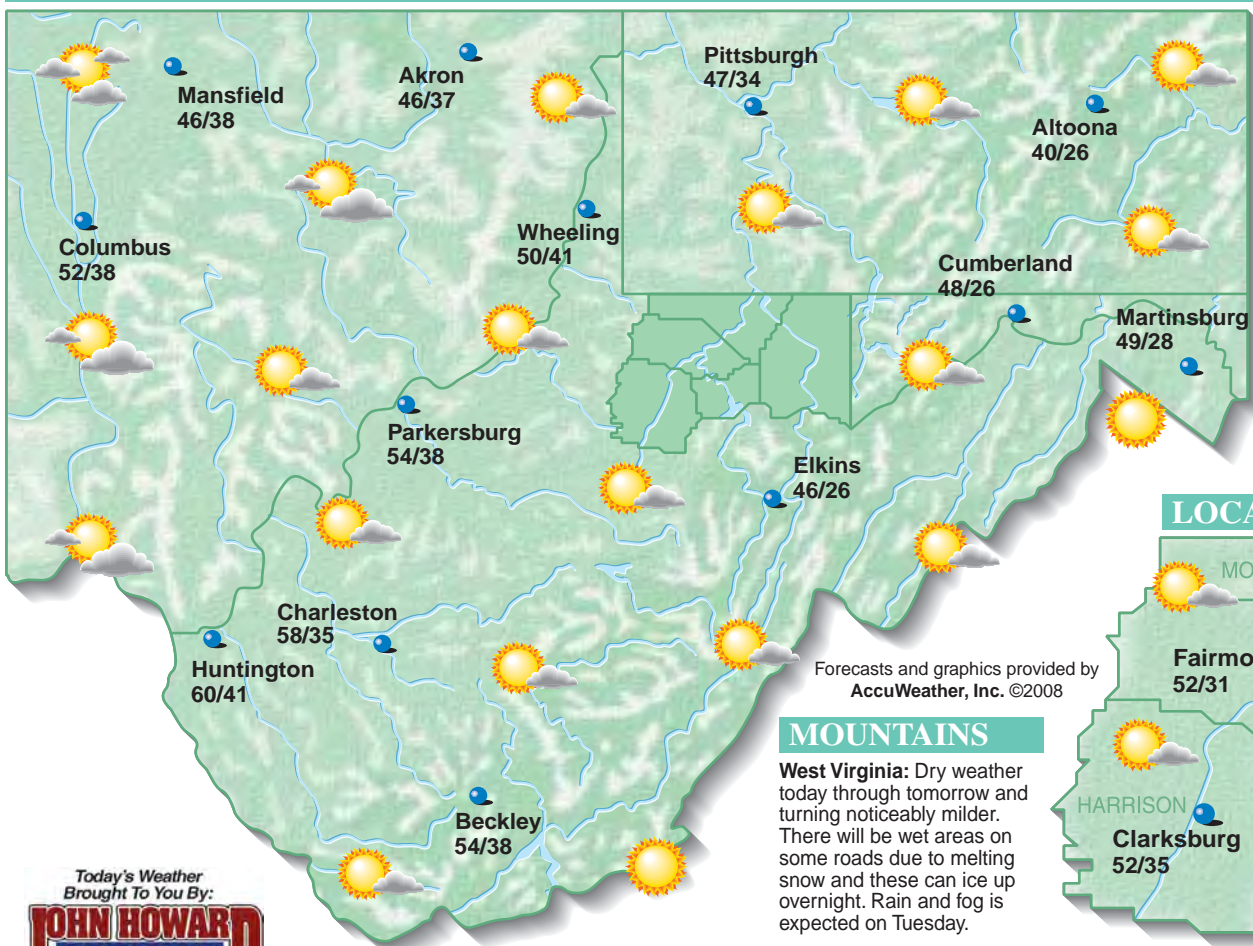 Mansfield
46/38
Akron
46/37
Pittsburgh
47/34
Altoona
40/26
Columbus
52/38
Wheeling
50/41
Cumberland
48/26
Martinsburg
49/28
Parkersburg
54/38
Elkins
46/26
Charleston
58/35
Huntington
60/41
Beckley
54/38
Forecasts and graphics provided by
AccuWeather, Inc. ©2008
MOUNTAINS
West Virginia: Dry weather
today through tomorrow and
turning noticeably milder.
There will be wet areas on
some roads due to melting
snow and these can ice up
overnight. Rain and fog is
expected on Tuesday.
LOCA
MO
Fairmo
52/31
HARRISON
Clarksburg
52/35
Today's Weather
Brought To You By:
JOHN HOWARD